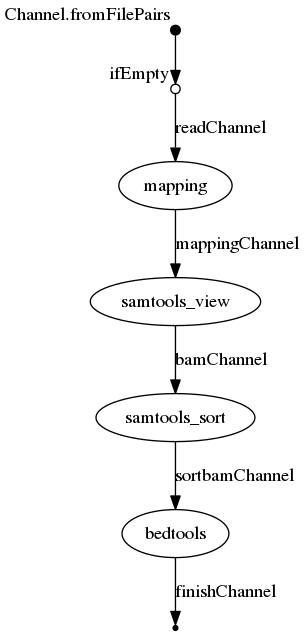 Channel.fromFilePairs
ifEmpty
readChannel
mapping
mappingChannel
samtools_view
bamChannel
samtools_sort
sortbamChannel
bedtools
finishChannel